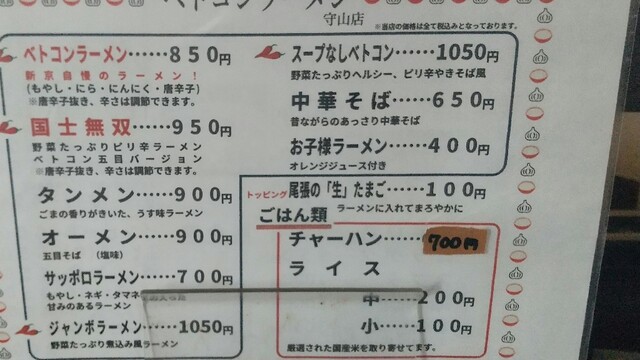 ベトコンラーメン
守山店
※当店の価格は全て税込みとなっております。
ベトコンラーメン……850円
新京自慢のラーメン！
(もやし・にら・にんにく・唐辛子)
※唐辛子抜き、辛さは調節できます。
国士無双……950円
野菜たっぷりピリ辛ラーメン
ベトコン五目バージョン
※唐辛子抜き、辛さは調節できます。
タンメン……900円
ごまの香りがきいた、うす味ラーメン
オーメン……900円
五目そば （塩味）
サッポロラーメン……700円
もやし・ネギ・タマネ
甘みのあるラーメン
ジャンボラーメン……1050円
野菜たっぷり煮込み風ラーメン
スープなしベトコン……1050円
野菜たっぷりヘルシー、ピリ辛やきそば風
中華そば……650円
昔ながらのあっさり中華そば
お子様ラーメン……400円
オレンジジュース付き
トッピング 尾張の「生」たまご……100円
ラーメンに入れてまろやかに
ごはん類
チャーハン……700円
ライス
中……200円
小……100円
厳選された国産米を取り寄せてます。